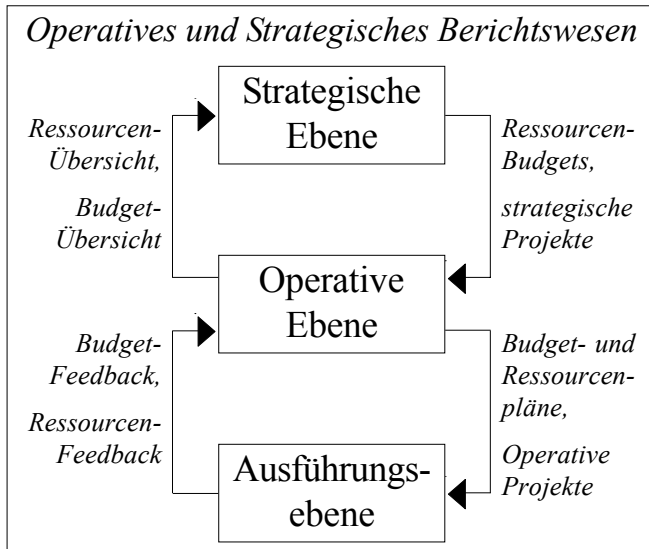 Operatives und Strategisches Berichtswesen
Strategische
Ebene
Ressourcen-
Übersicht,
Budget-
Übersicht
Ressourcen-
Budgets,
strategische
Projekte
Operative
Ebene
Budget-
Feedback,
Ressourcen-
Feedback
Budget- und
Ressourcen-
pläne,
Operative
Projekte
Ausführungs-
ebene